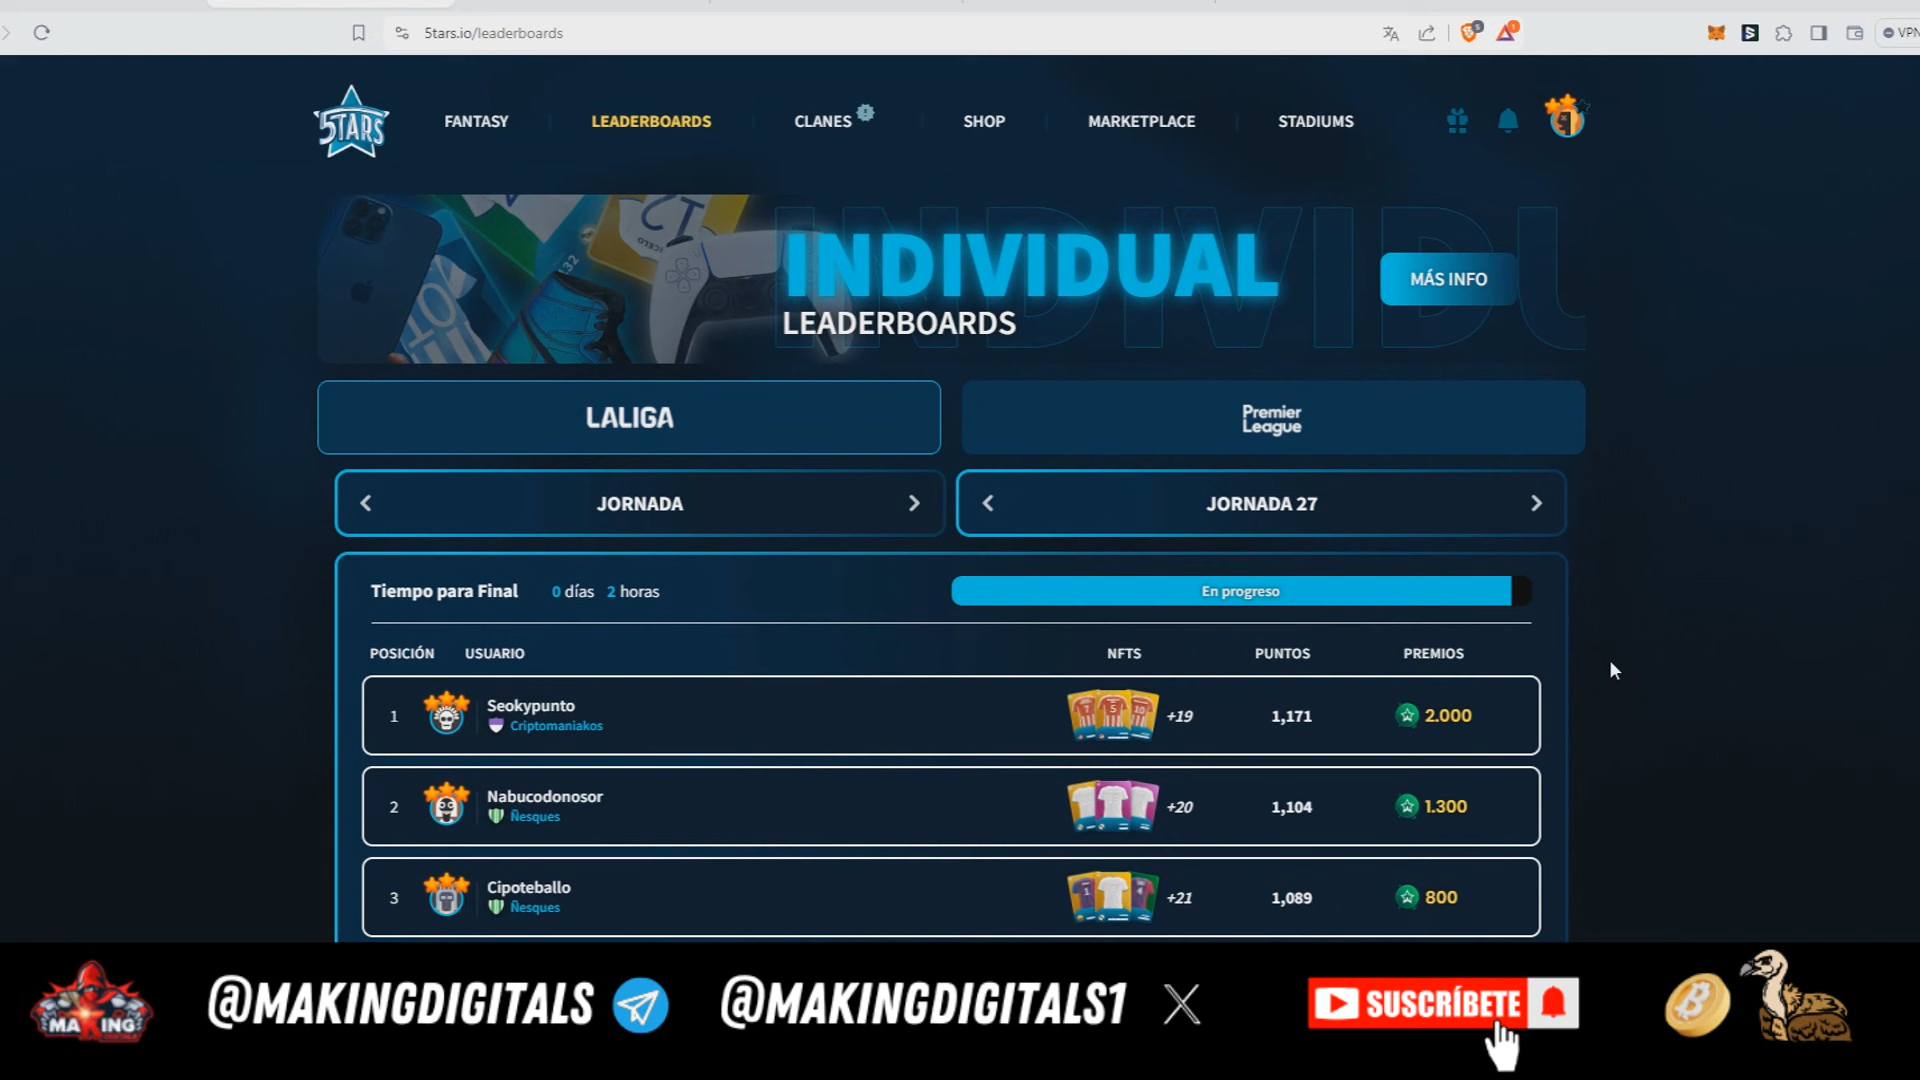 5tars.io/leaderboards
VPN
5TARS
FANTASY
LEADERBOARDS
CLANES
SHOP
MARKETPLACE
STADIUMS
INDIVIDUAL
LEADERBOARDS
MÁS INFO
LALIGA
Premier
League
JORNADA
JORNADA 27
Tiempo para Final 0 días 2 horas
En progreso
POSICIÓN USUARIO NFTS PUNTOS PREMIOS
1 Seokypunto +19 1,171 2.000
Criptomaniakos
2 Nabucodonosor +20 1,104 1.300
Ñesques
3 Cipoteballo +21 1,089 800
Ñesques
MAKING
@MAKINGDIGITALS
@MAKINGDIGITALS1
SUSCRÍBETE